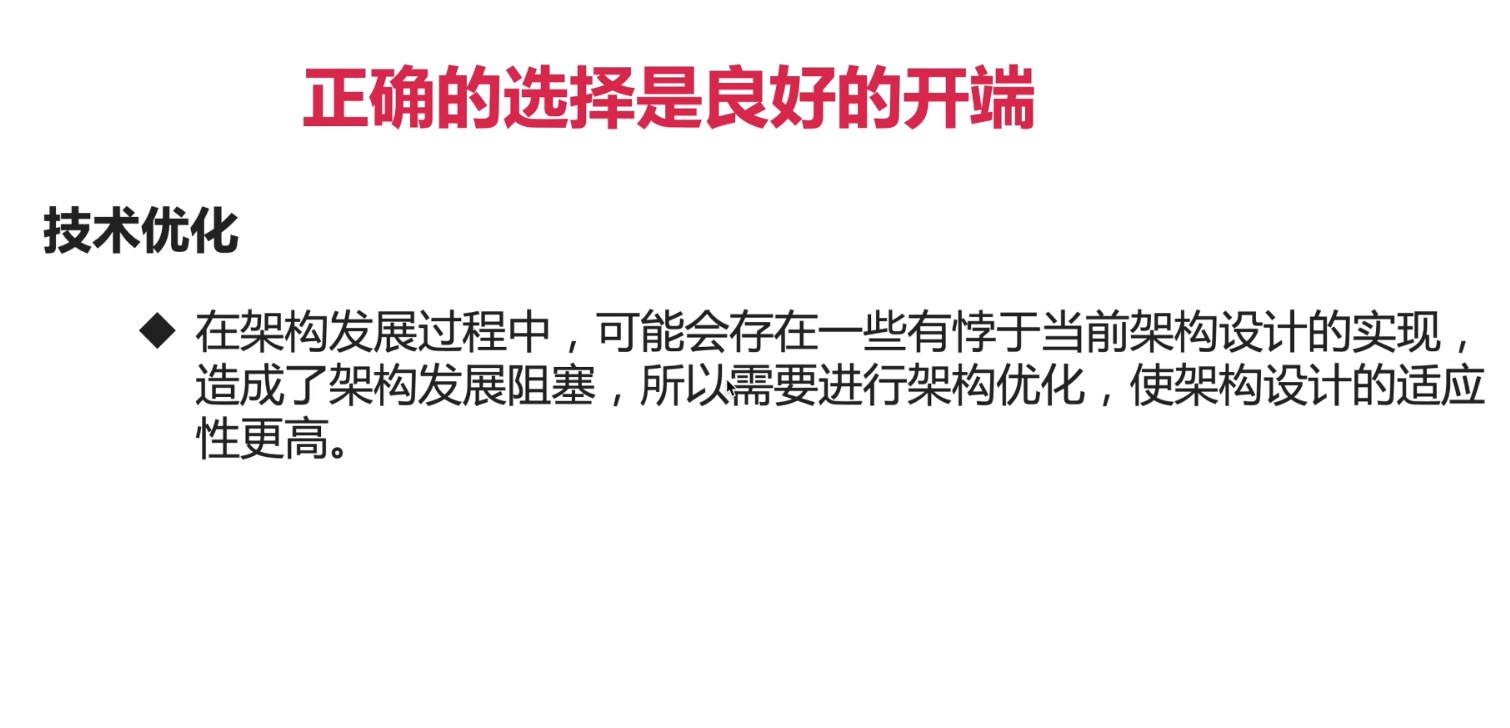 正确的选择是良好的开端
技术优化
◆ 在架构发展过程中，可能会存在一些有悖于当前架构设计的实现，
造成了架构发展阻塞，所以需要进行架构优化，使架构设计的适应
性更高。